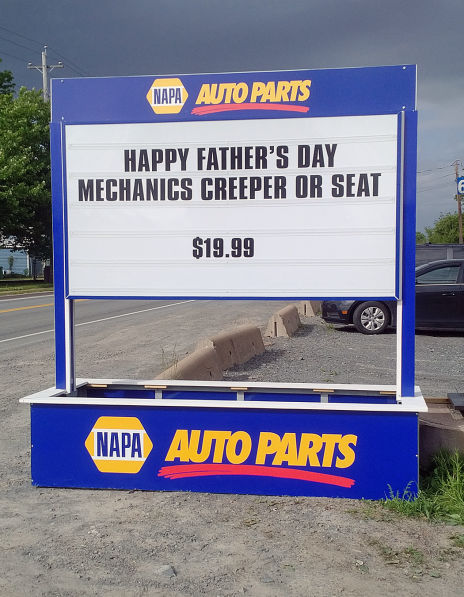 NAPA AUTO PARTS
HAPPY FATHER'S DAY
MECHANICS CREEPER OR SEAT
$19.99
NAPA AUTO PARTS